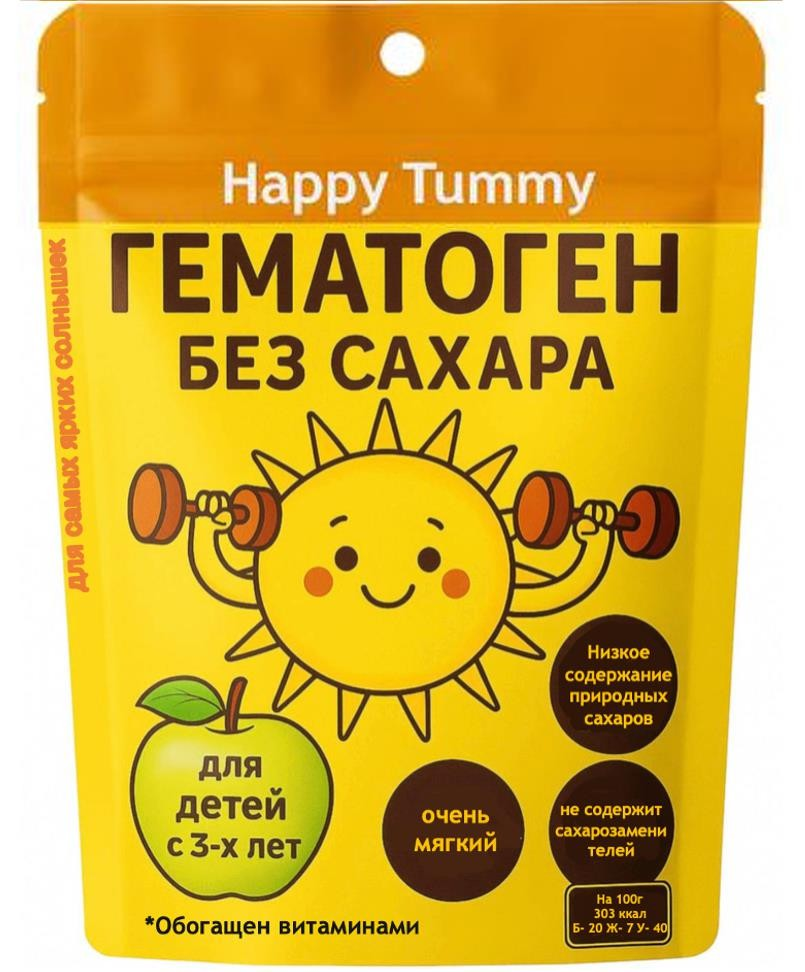 Happy Tummy
ГЕМАТОГЕН
БЕЗ САХАРА
для самых ярких солнышек
Низкое
содержание
природных
сахаров
для
детей
с 3-х лет
очень
мягкий
не содержит
сахарозамени
телей
На 100г
303 ккал
Б- 20 Ж- 7 У- 40
*Обогащен витаминами